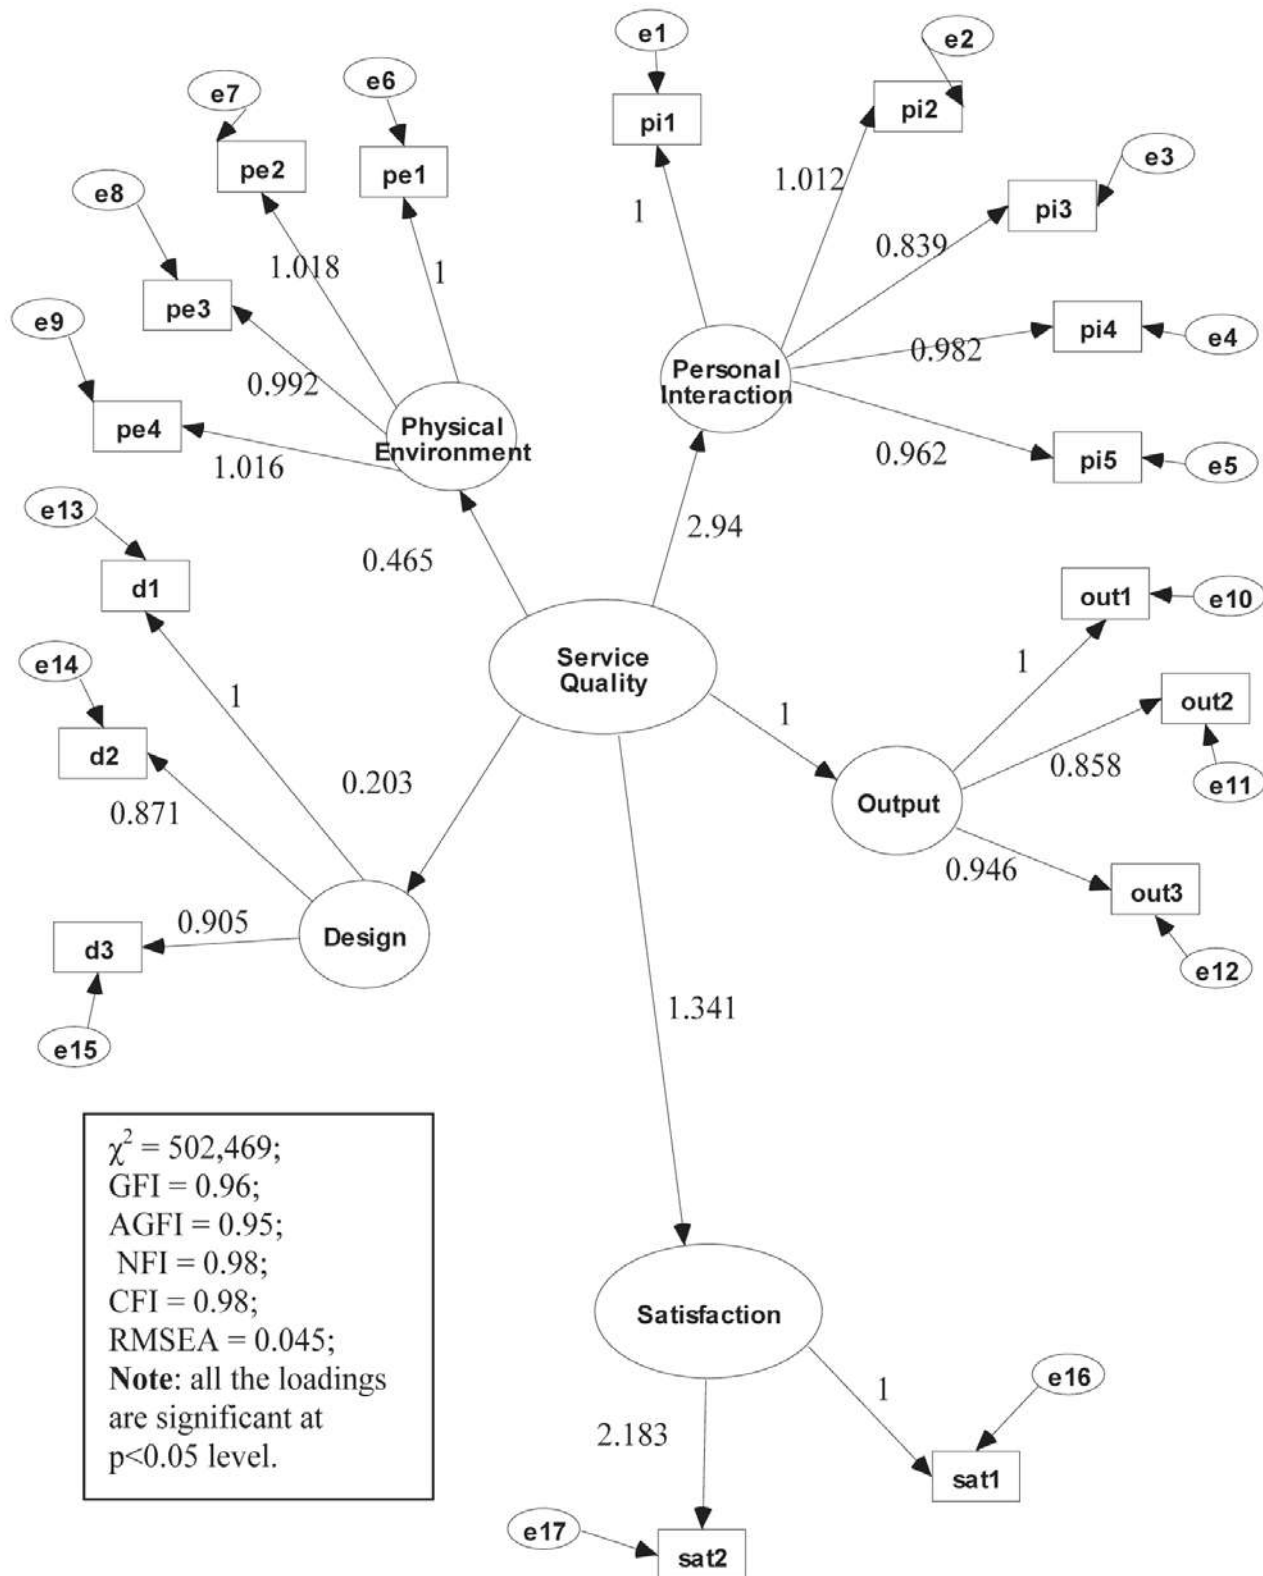 e1
e2
e6
e7
pi1
pi2
pe2
pe1
e3
e8
1.012
pi3
1
0.839
1.018
1
pe3
e9
pi4
e4
0.982
Personal
Interaction
0.992
pe4
Physical
Environment
1.016
0.962
pi5
e5
e13
2.94
0.465
d1
out1
e10
e14
Service
Quality
1
1
1
out2
d2
0.203
0.858
e11
0.871
Output
0.946
out3
0.905
Design
d3
e12
1.341
e15
χ² = 502,469;
GFI = 0.96;
AGFI = 0.95;
NFI = 0.98;
CFI = 0.98;
RMSEA = 0.045;
Note: all the loadings
are significant at
p<0.05 level.
Satisfaction
e16
1
2.183
sat1
e17
sat2